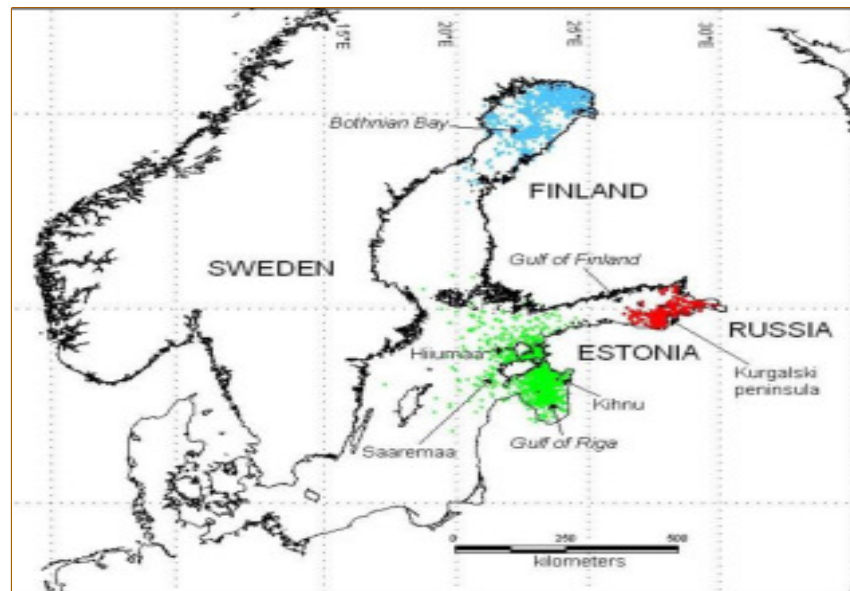 15°E
20°E
25°E
30°E
Bothnian Bay
FINLAND
Gulf of Finland
SWEDEN
RUSSIA
Hiiumaa
ESTONIA
Kurgalski
peninsula
Kihnu
Saaremaa
Gulf of Riga
0 250 500
kilometers